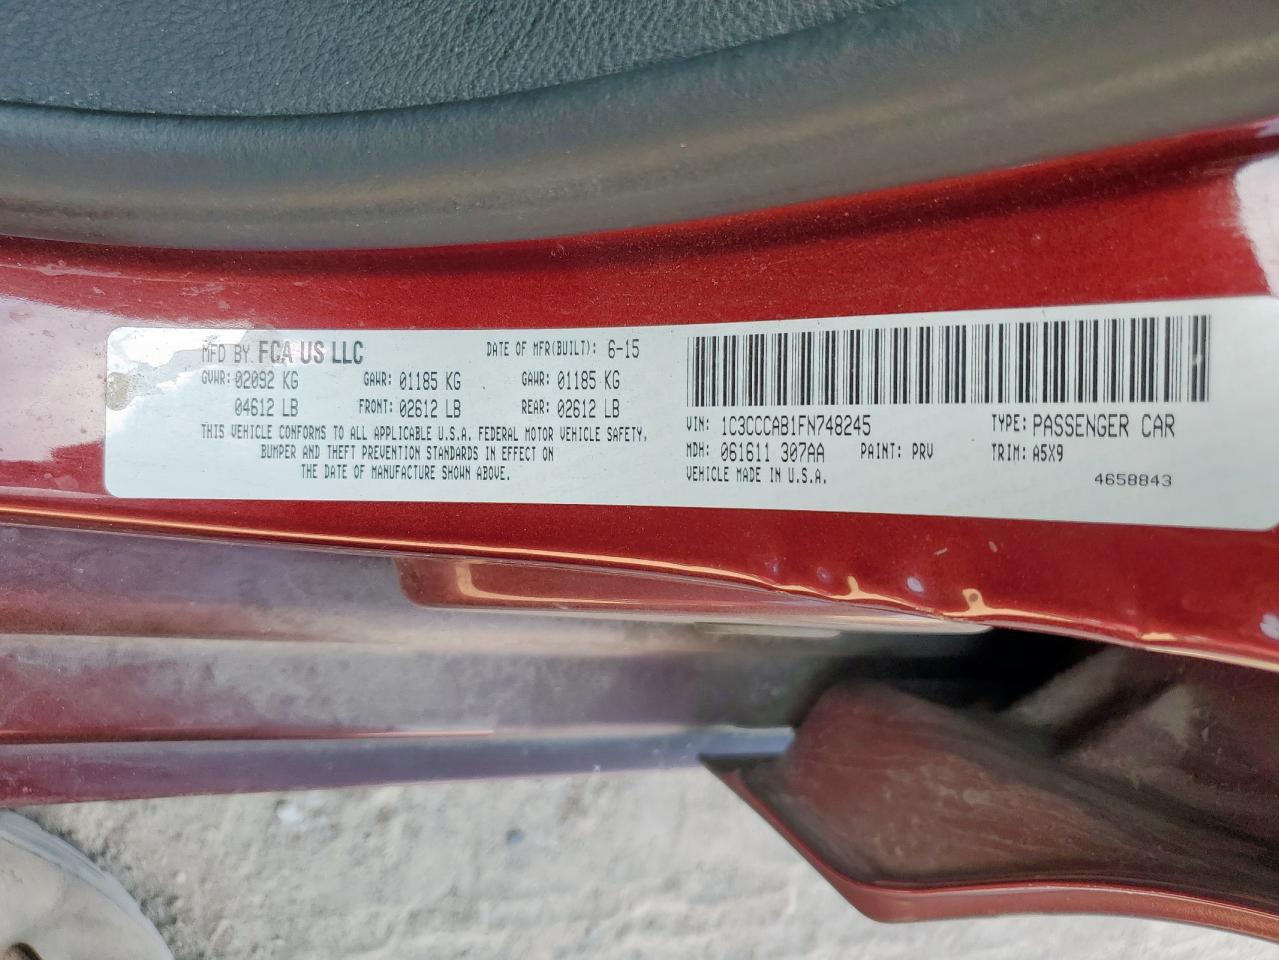 MFD BY FCA US LLC DATE OF MFR(BUILT): 6-15
GVWR: 02092 KG GAWR: 01185 KG GAWR: 01185 KG
04612 LB FRONT: 02612 LB REAR: 02612 LB
THIS VEHICLE CONFORMS TO ALL APPLICABLE U.S.A. FEDERAL MOTOR VEHICLE SAFETY,
BUMPER AND THEFT PREVENTION STANDARDS IN EFFECT ON
THE DATE OF MANUFACTURE SHOWN ABOVE.
VIN: 1C3CCCAB1FN748245 TYPE: PASSENGER CAR
MDH: 061611 307AA PAINT: PRV TRIM: A5X9
VEHICLE MADE IN U.S.A. 4658843